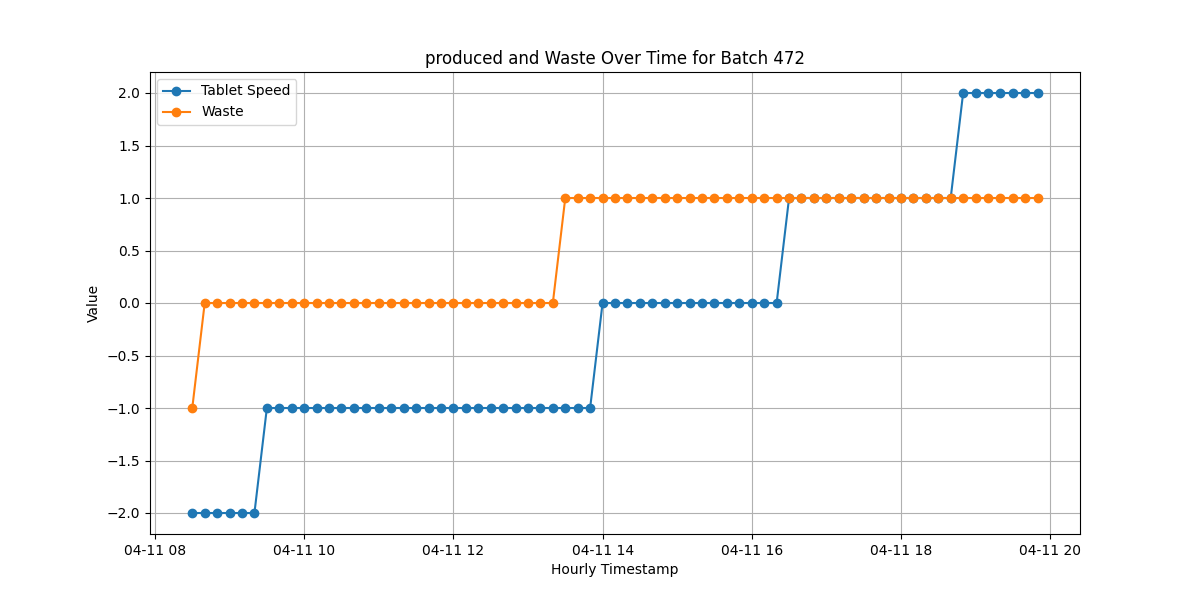 produced and Waste Over Time for Batch 472
Tablet Speed
Waste
2.0
1.5
1.0
0.5
0.0
−0.5
−1.0
−1.5
−2.0
Value
04-11 08 04-11 10 04-11 12 04-11 14 04-11 16 04-11 18 04-11 20
Hourly Timestamp